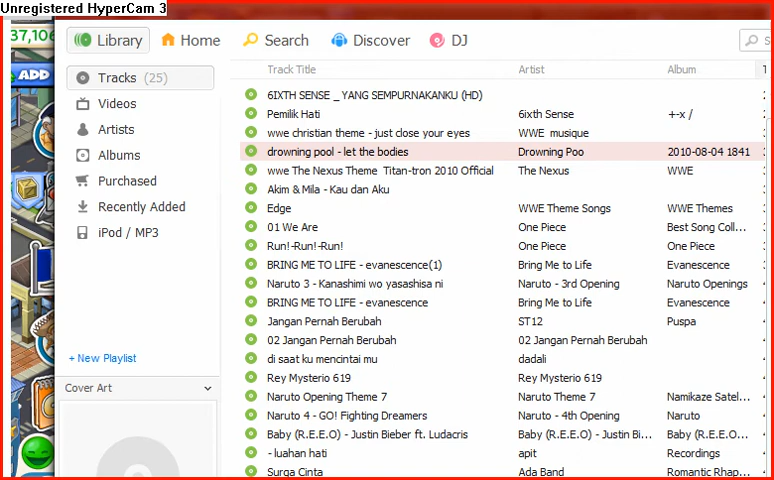 Unregistered HyperCam 3
37,106
ADD
Library Home Search Discover DJ
Tracks (25)
Videos
Artists
Albums
Purchased
Recently Added
iPod / MP3
+ New Playlist
Cover Art
Track Title Artist Album
6IXTH SENSE _ YANG SEMPURNAKANKU (HD)
Pemilik Hati 6ixth Sense +-x /
wwe christian theme - just close your eyes WWE musique
drowning pool - let the bodies Drowning Poo 2010-08-04 1841
wwe The Nexus Theme Titan-tron 2010 Official The Nexus WWE
Akim & Mila - Kau dan Aku
Edge WWE Theme Songs WWE Themes
01 We Are One Piece Best Song Coll...
Run!-Run!-Run! One Piece One Piece
BRING ME TO LIFE - evanescence(1) Bring Me to Life Evanescence
Naruto 3 - Kanashimi wo yasashisa ni Naruto - 3rd Opening Naruto Openings
BRING ME TO LIFE - evanescence Bring Me to Life Evanescence
Jangan Pernah Berubah ST12 Puspa
02 Jangan Pernah Berubah 02 Jangan Pernah Berubah
di saat ku mencintai mu dadali
Rey Mysterio 619 Rey Mysterio 619
Naruto Opening Theme 7 Naruto Theme 7 Namikaze Satel...
Naruto 4 - GO! Fighting Dreamers Naruto - 4th Opening Naruto
Baby (R.E.E.O) - Justin Bieber ft. Ludacris Baby (R.E.E.O) - Justin Bi... Evanescence
- luahan hati apit Recordings
Surga Cinta Ada Band Romantic Rhap...